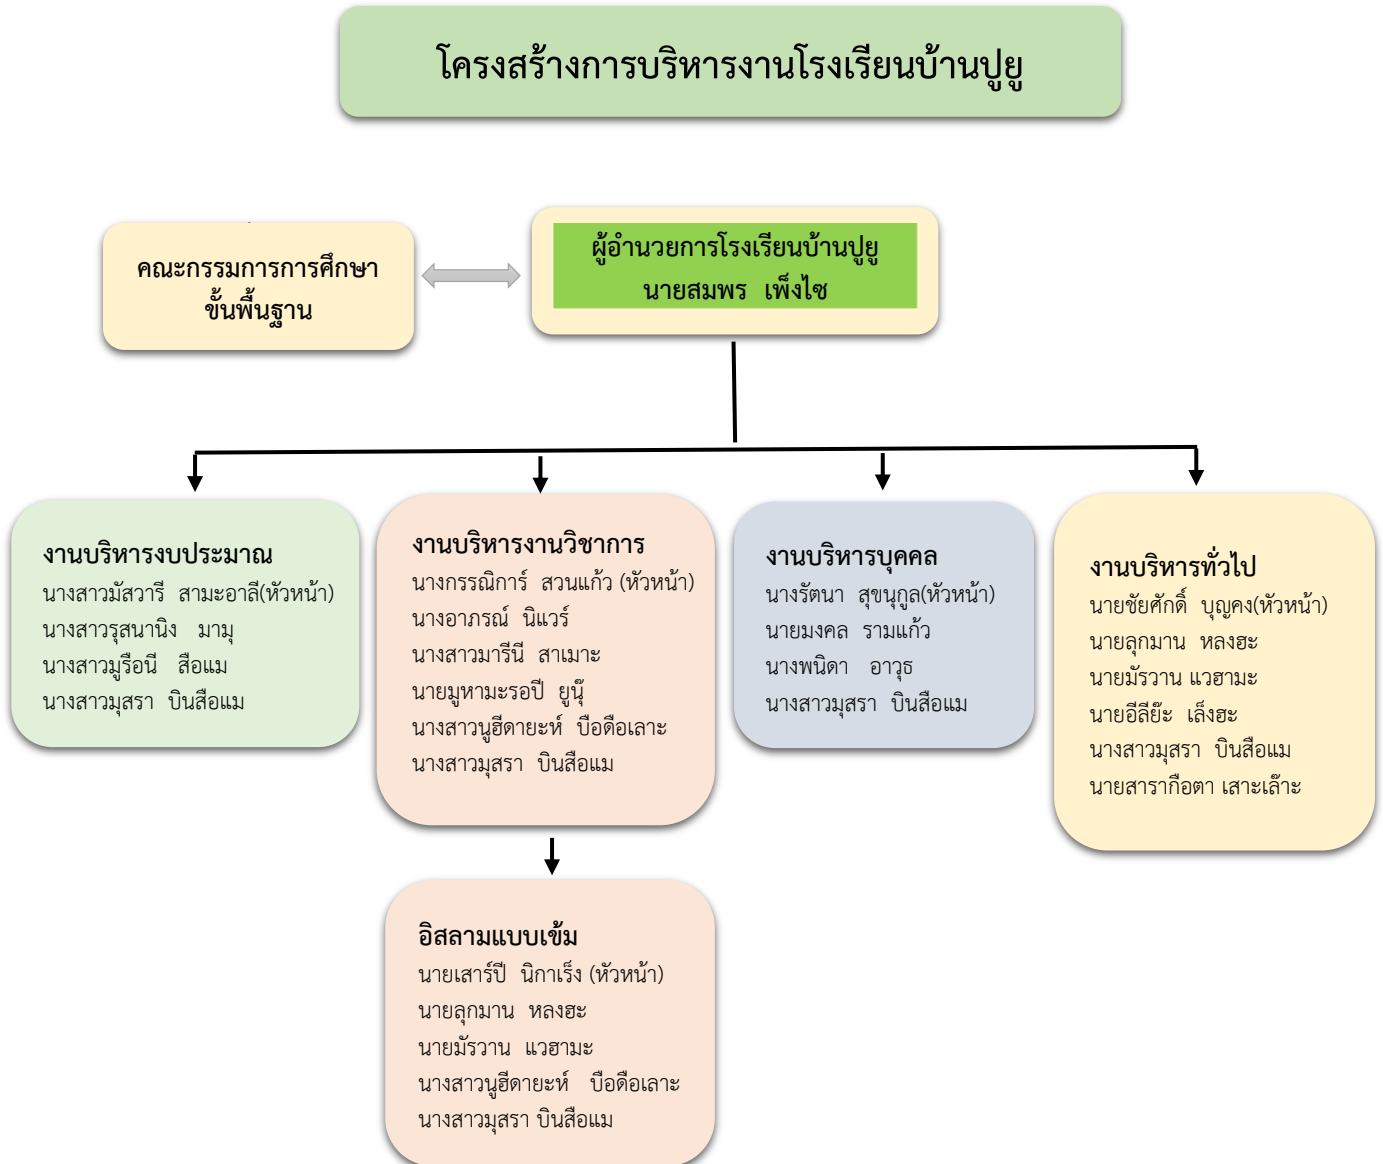 โครงสร้างการบริหารงานโรงเรียนบ้านปูยู
คณะกรรมการการศึกษา
ขั้นพื้นฐาน
ผู้อำนวยการโรงเรียนบ้านปูยู
นายสมพร เพ็งไซ
งานบริหารงบประมาณ
นางสาวมัสวารี สามะอาลี(หัวหน้า)
นางสาวรุสนานิง มามุ
นางสาวมูรือนี สือแม
นางสาวมุสรา บินสือแม
งานบริหารงานวิชาการ
นางกรรณิการ์ สวนแก้ว (หัวหน้า)
นางอาภรณ์ นิแวร์
นางสาวมารีนี สาเมาะ
นายมูหามะรอปี ยูนุ๊
นางสาวนูฮีดายะห์ บือดือเลาะ
นางสาวมุสรา บินสือแม
งานบริหารบุคคล
นางรัตนา สุขนุกูล(หัวหน้า)
นายมงคล รามแก้ว
นางพนิดา อาวุธ
นางสาวมุสรา บินสือแม
งานบริหารทั่วไป
นายชัยศักดิ์ บุญคง(หัวหน้า)
นายลุกมาน หลงฮะ
นายมัรวาน แวฮามะ
นายอีลีย๊ะ เล็งฮะ
นางสาวมุสรา บินสือแม
นายสารากือตา เสาะเล๊าะ
อิสลามแบบเข้ม
นายเสาร์ปี นิกาเร็ง (หัวหน้า)
นายลุกมาน หลงฮะ
นายมัรวาน แวฮามะ
นางสาวนูฮีดายะห์ บือดือเลาะ
นางสาวมุสรา บินสือแม